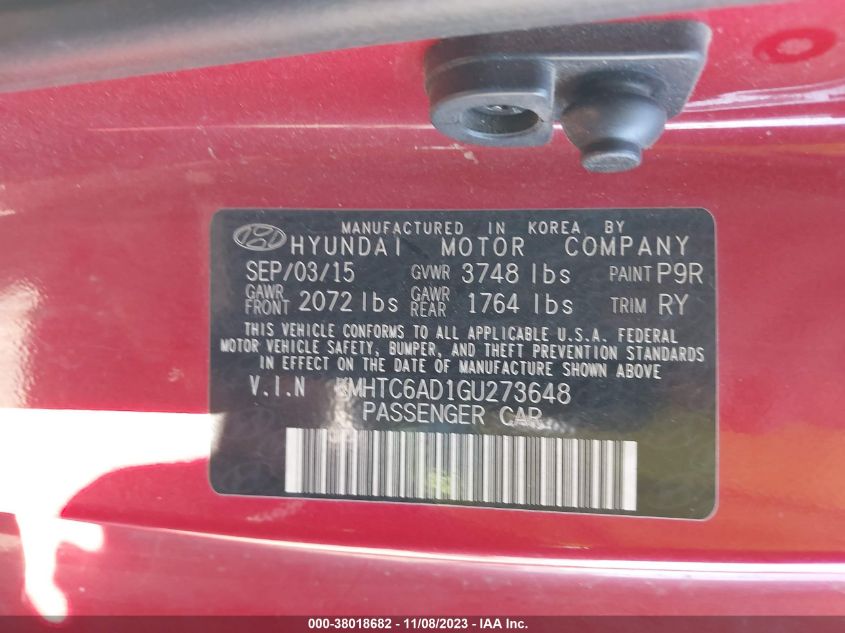 MANUFACTURED IN KOREA BY
HYUNDAI MOTOR COMPANY
SEP/03/15 GVWR 3748 lbs PAINT P9R
GAWR FRONT 2072 lbs GAWR REAR 1764 lbs TRIM RY
THIS VEHICLE CONFORMS TO ALL APPLICABLE U.S.A. FEDERAL
MOTOR VEHICLE SAFETY, BUMPER, AND THEFT PREVENTION STANDARDS
IN EFFECT ON THE DATE OF MANUFACTURE SHOWN ABOVE
V.I.N KMHTC6AD1GU273648
PASSENGER CAR
000-38018682 - 11/08/2023 - IAA Inc.